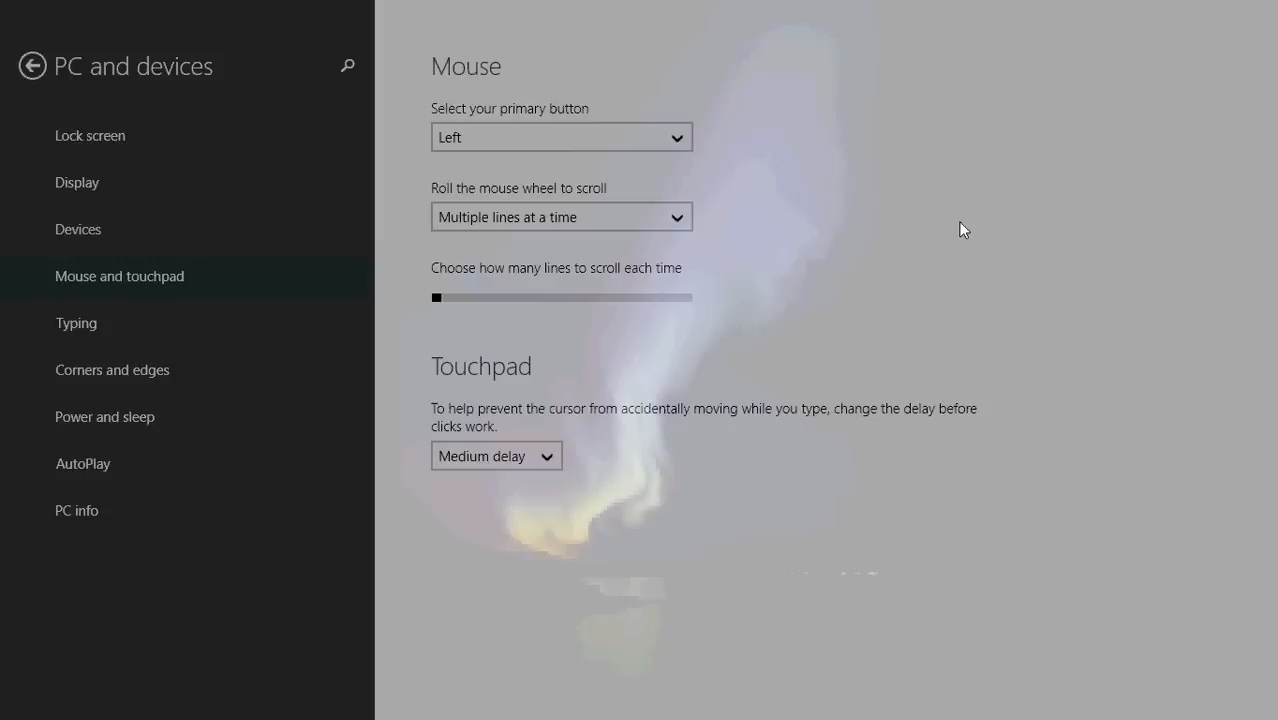 PC and devices
Lock screen
Display
Devices
Mouse and touchpad
Typing
Corners and edges
Power and sleep
AutoPlay
PC info
Mouse
Select your primary button
Left
Roll the mouse wheel to scroll
Multiple lines at a time
Choose how many lines to scroll each time
Touchpad
To help prevent the cursor from accidentally moving while you type, change the delay before
clicks work.
Medium delay